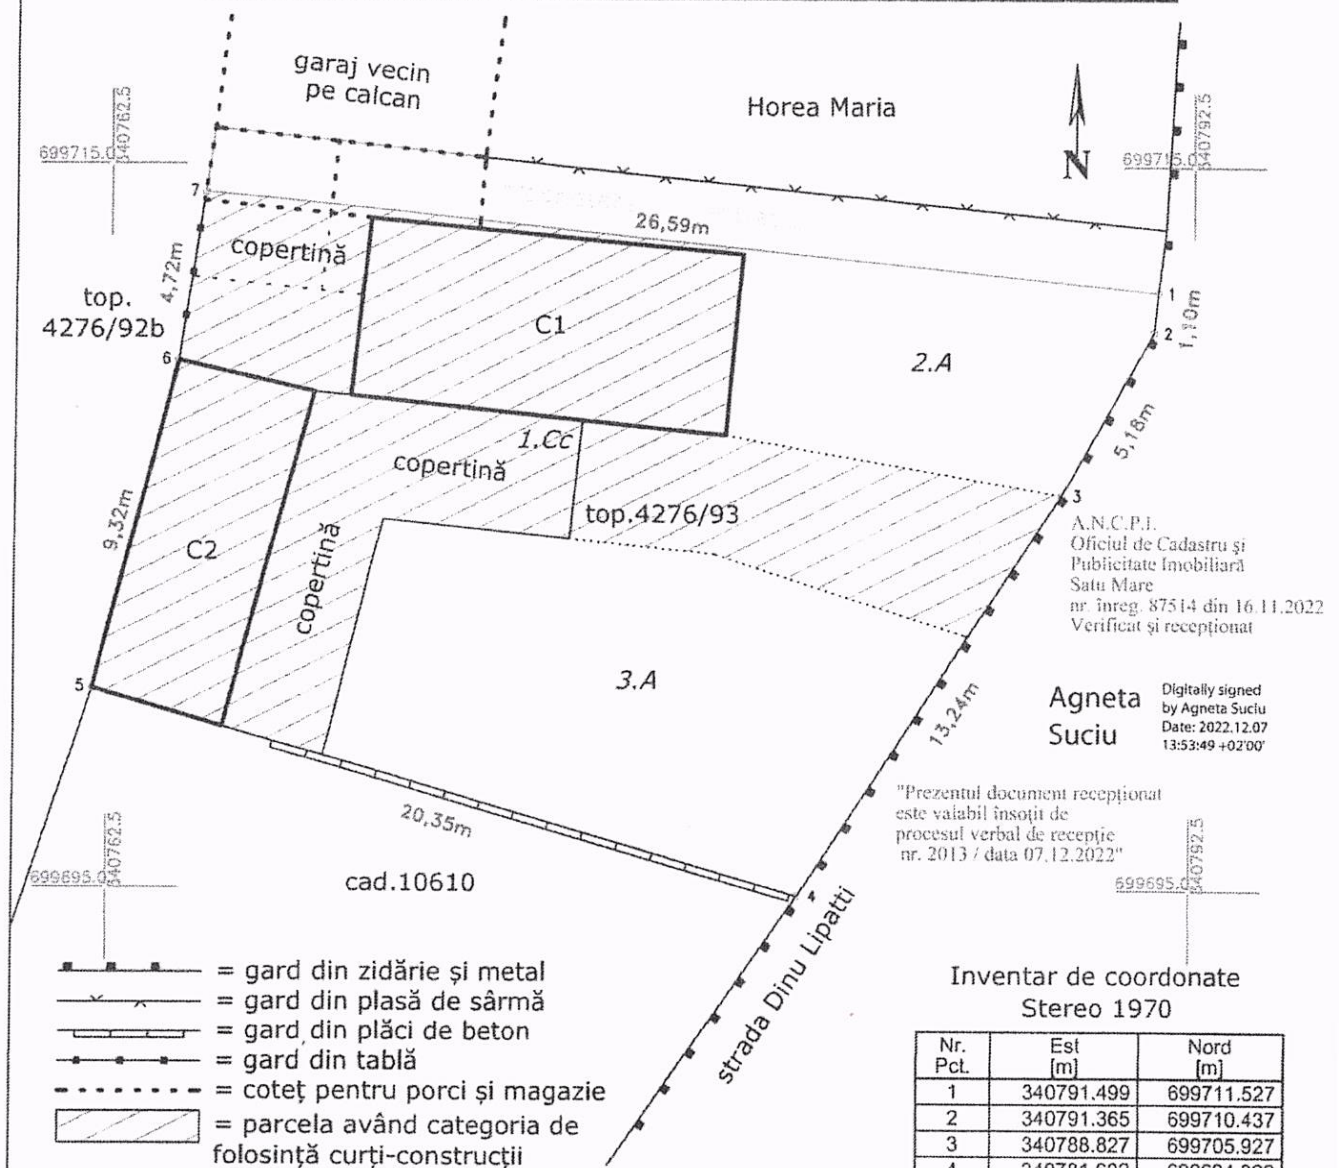 garaj vecin
pe calcan
Horea Maria
340762.5
699715.0
340792.5
699715.0
N
7
26,59m
copertină
4,72m
1
1,10m
2
top.
4276/92b
C1
2.A
6
5,18m
1.Cc
copertină
3
top.4276/93
9,32m
C2
copertină
A.N.C.P.I.
Oficiul de Cadastru și
Publicitate Imobiliară
Satu Mare
nr. înreg. 87514 din 16.11.2022
Verificat și recepționat
5
3.A
13,24m
Agneta
Suciu
Digitally signed
by Agneta Suciu
Date: 2022.12.07
13:53:49 +02'00'
"Prezentul document recepționat
este valabil însoțit de
procesul verbal de recepție
nr. 2013 / data 07.12.2022"
20,35m
340762.5
699695.0
340792.5
699695.0
cad.10610
4
strada Dinu Lipatti
= gard din zidărie și metal
= gard din plasă de sârmă
= gard din plăci de beton
= gard din tablă
= coteț pentru porci și magazie
= parcela având categoria de
folosință curți-construcții
Inventar de coordonate
Stereo 1970
Nr. Pct. Est [m] Nord [m]
1 340791.499 699711.527
2 340791.365 699710.437
3 340788.827 699705.927